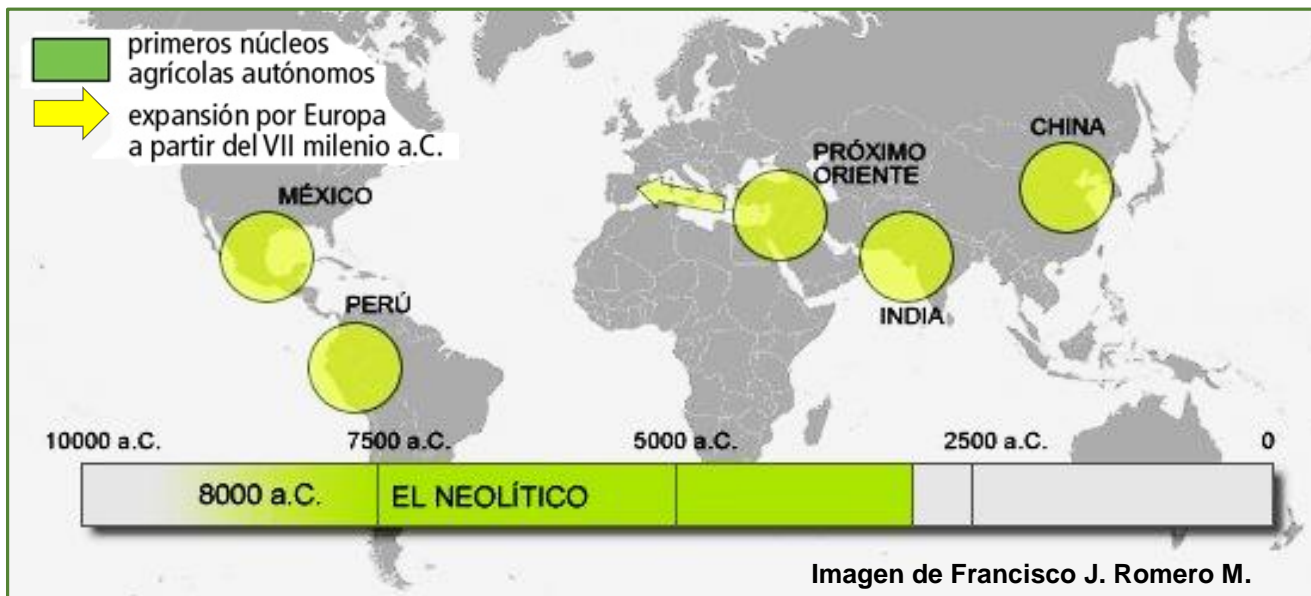 primeros núcleos
agrícolas autónomos
expansión por Europa
a partir del VII milenio a.C.
CHINA
PRÓXIMO
ORIENTE
MÉXICO
PERÚ
INDIA
10000 a.C.
7500 a.C.
5000 a.C.
2500 a.C.
0
8000 a.C.
EL NEOLÍTICO
Imagen de Francisco J. Romero M.